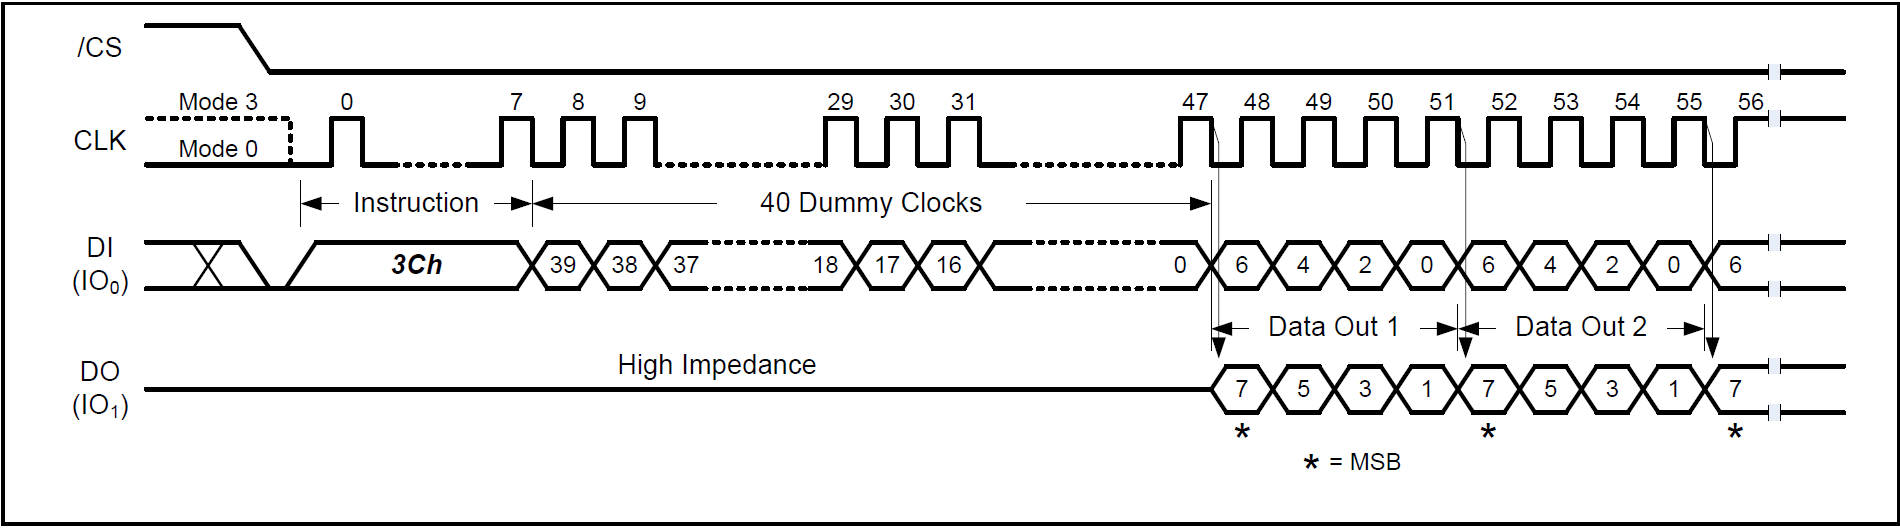 /CS
Mode 3 0 7 8 9 29 30 31 47 48 49 50 51 52 53 54 55 56
CLK
Mode 0
Instruction 40 Dummy Clocks
DI
(IO0) 3Ch 39 38 37 18 17 16 0 6 4 2 0 6 4 2 0 6
Data Out 1 Data Out 2
High Impedance
DO
(IO1) 7 5 3 1 7 5 3 1 7
* * *
* = MSB